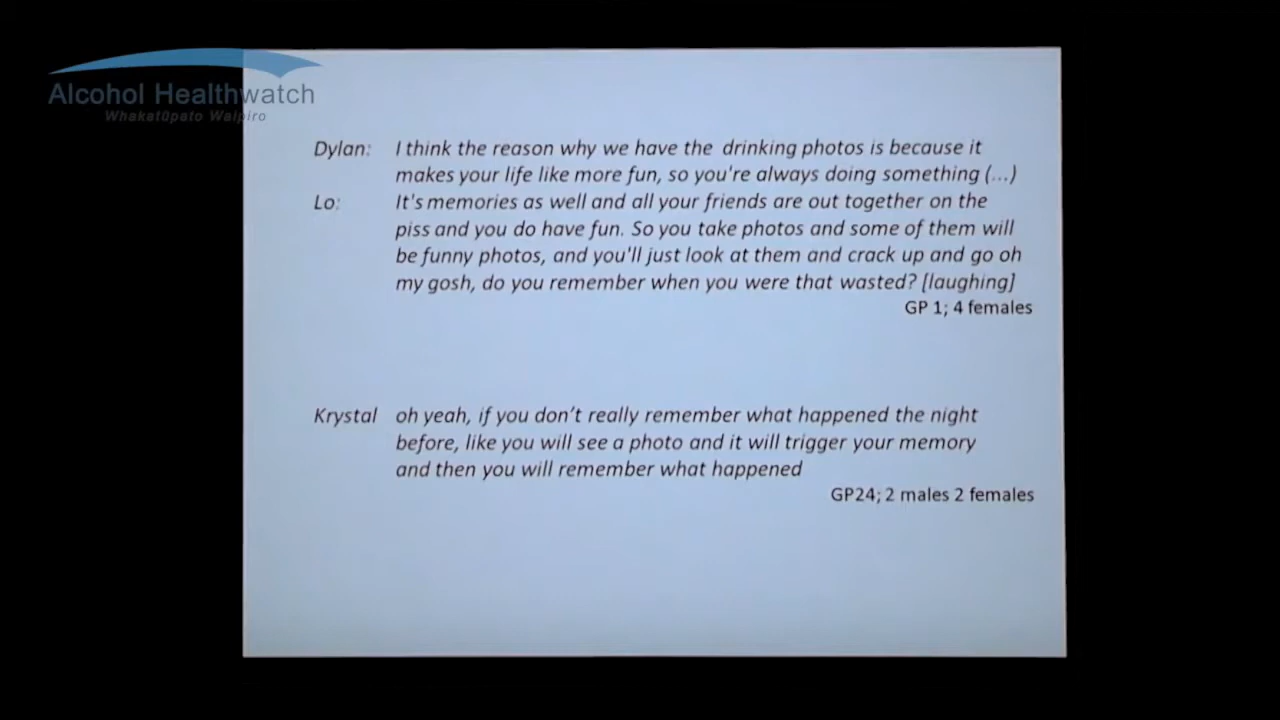 Alcohol Healthwatch
Whakatūpato Waipiro
Dylan: I think the reason why we have the drinking photos is because it
makes your life like more fun, so you're always doing something (...)
Lo: It's memories as well and all your friends are out together on the
piss and you do have fun. So you take photos and some of them will
be funny photos, and you'll just look at them and crack up and go oh
my gosh, do you remember when you were that wasted? [laughing]
GP 1; 4 females
Krystal oh yeah, if you don’t really remember what happened the night
before, like you will see a photo and it will trigger your memory
and then you will remember what happened
GP24; 2 males 2 females